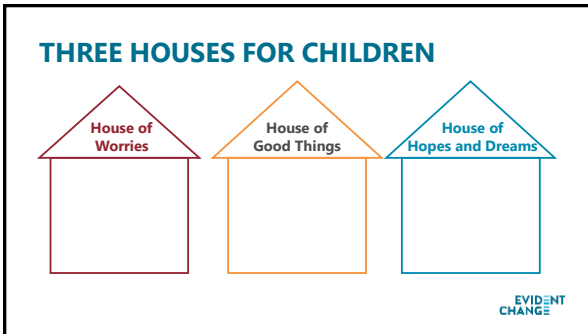 THREE HOUSES FOR CHILDREN
House of
Worries
House of
Good Things
House of
Hopes and Dreams
EVIDENT
CHANGE